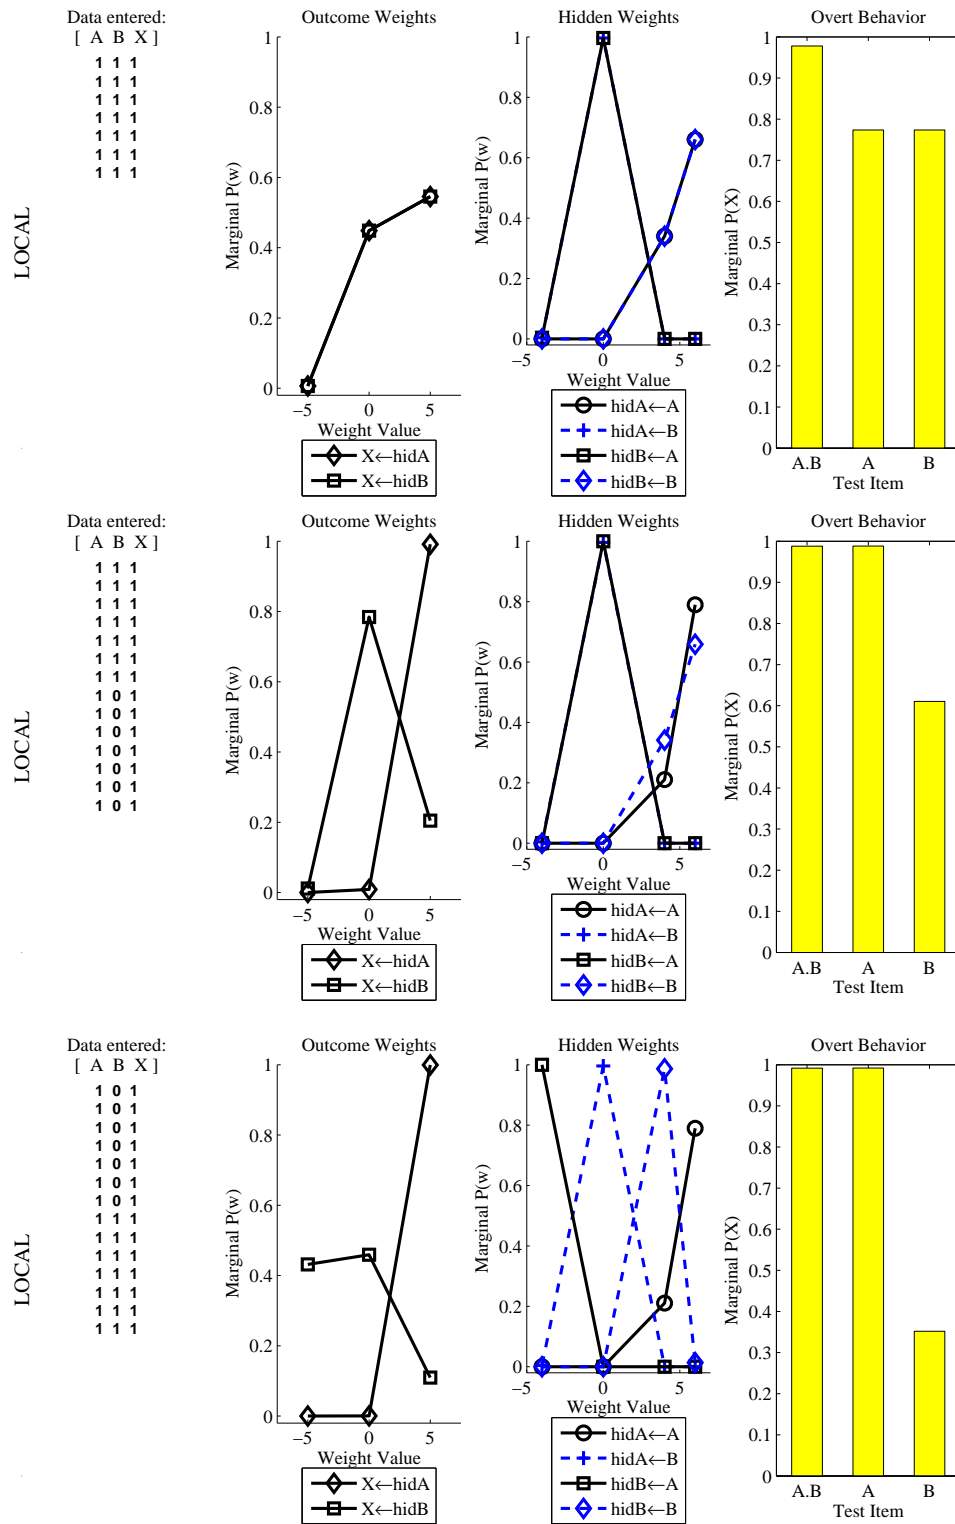 Data entered:
[ A B X ]
1 1 1
1 1 1
1 1 1
1 1 1
1 1 1
1 1 1
1 1 1
LOCAL
Outcome Weights
1
0.8
0.6
0.4
0.2
0
Marginal P(w)
−5 0 5
Weight Value
X←hidA
X←hidB
Hidden Weights
1
0.8
0.6
0.4
0.2
0
Marginal P(w)
−5 0 5
Weight Value
hidA←A
hidA←B
hidB←A
hidB←B
Overt Behavior
1
0.9
0.8
0.7
0.6
0.5
0.4
0.3
0.2
0.1
0
Marginal P(X)
A.B A B
Test Item
Data entered:
[ A B X ]
1 1 1
1 1 1
1 1 1
1 1 1
1 1 1
1 1 1
1 1 1
1 0 1
1 0 1
1 0 1
1 0 1
1 0 1
1 0 1
1 0 1
LOCAL
Outcome Weights
1
0.8
0.6
0.4
0.2
0
Marginal P(w)
−5 0 5
Weight Value
X←hidA
X←hidB
Hidden Weights
1
0.8
0.6
0.4
0.2
0
Marginal P(w)
−5 0 5
Weight Value
hidA←A
hidA←B
hidB←A
hidB←B
Overt Behavior
1
0.9
0.8
0.7
0.6
0.5
0.4
0.3
0.2
0.1
0
Marginal P(X)
A.B A B
Test Item
Data entered:
[ A B X ]
1 0 1
1 0 1
1 0 1
1 0 1
1 0 1
1 0 1
1 0 1
1 1 1
1 1 1
1 1 1
1 1 1
1 1 1
1 1 1
1 1 1
LOCAL
Outcome Weights
1
0.8
0.6
0.4
0.2
0
Marginal P(w)
−5 0 5
Weight Value
X←hidA
X←hidB
Hidden Weights
1
0.8
0.6
0.4
0.2
0
Marginal P(w)
−5 0 5
Weight Value
hidA←A
hidA←B
hidB←A
hidB←B
Overt Behavior
1
0.9
0.8
0.7
0.6
0.5
0.4
0.3
0.2
0.1
0
Marginal P(X)
A.B A B
Test Item